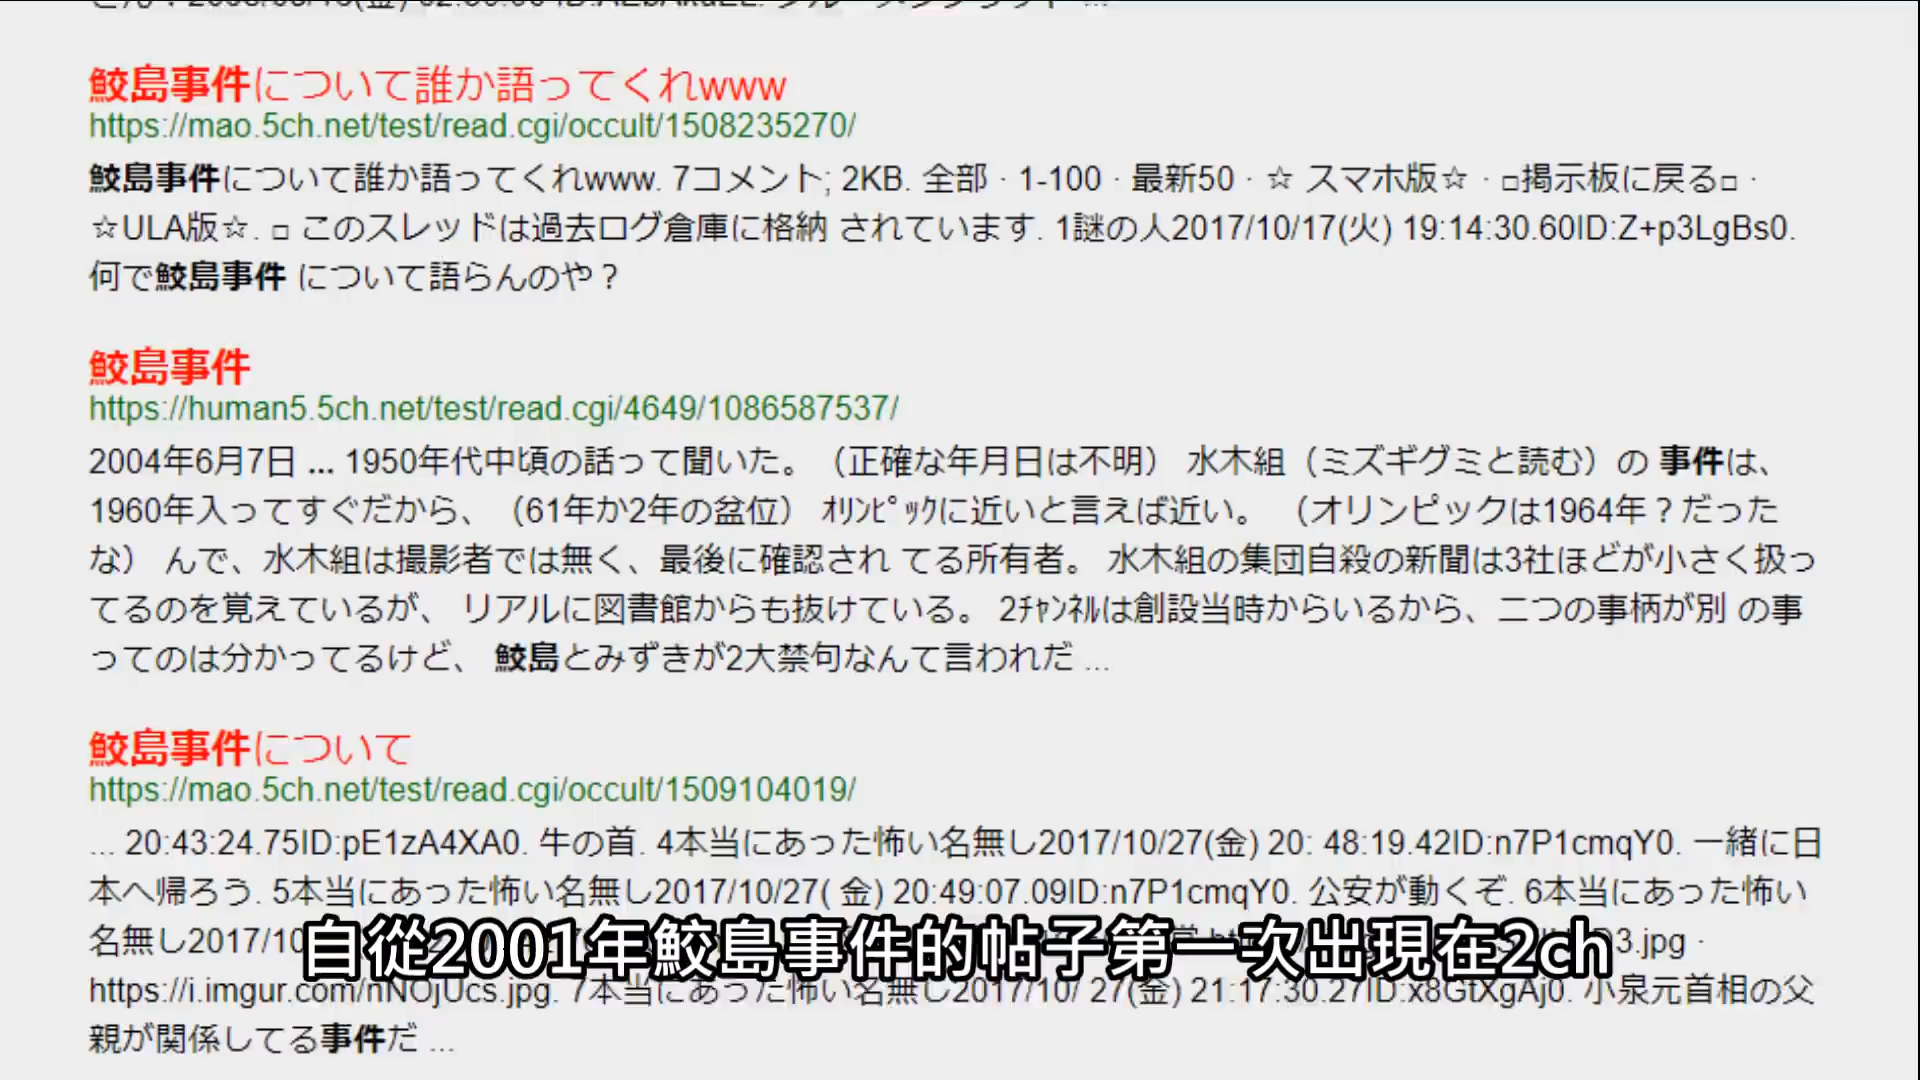 鮫島事件について誰か語ってくれwww
https://mao.5ch.net/test/read.cgi/occult/1508235270/
鮫島事件について誰か語ってくれwww. 7コメント; 2KB. 全部 · 1-100 · 最新50 · ☆ スマホ版☆ · □掲示板に戻る□ ·
☆ULA版☆. □ このスレッドは過去ログ倉庫に格納 されています. 1謎の人2017/10/17(火) 19:14:30.60ID:Z+p3LgBs0.
何で鮫島事件 について語らんのや？
鮫島事件
https://human5.5ch.net/test/read.cgi/4649/1086587537/
2004年6月7日 ... 1950年代中頃の話って聞いた。（正確な年月日は不明） 水木組（ミズギグミと読む）の 事件は、
1960年入ってすぐだから、（61年か2年の盆位） ｵﾘﾝﾋﾟｯｸに近いと言えば近い。（オリンピックは1964年？だった
な） んで、水木組は撮影者では無く、最後に確認され てる所有者。 水木組の集団自殺の新聞は3社ほどが小さく扱っ
てるのを覚えているが、 リアルに図書館からも抜けている。 2ﾁｬﾝﾈﾙは創設当時からいるから、二つの事柄が別 の事
ってのは分かってるけど、 鮫島とみずきが2大禁句なんて言われだ ...
鮫島事件について
https://mao.5ch.net/test/read.cgi/occult/1509104019/
... 20:43:24.75ID:pE1zA4XA0. 牛の首. 4本当にあった怖い名無し2017/10/27(金) 20: 48:19.42ID:n7P1cmqY0. 一緒に日
本へ帰ろう. 5本当にあった怖い名無し2017/10/27( 金) 20:49:07.09ID:n7P1cmqY0. 公安が動くぞ. 6本当にあった怖い
名無し2017/10 D3.jpg ·
自從2001年鮫島事件的帖子第一次出現在2ch
https://i.imgur.com/nNOjUcs.jpg. 7本当にあった怖い名無し2017/10/ 27(金) 21:17:30.27ID:x8GtXgAj0. 小泉元首相の父
親が関係してる事件だ ...